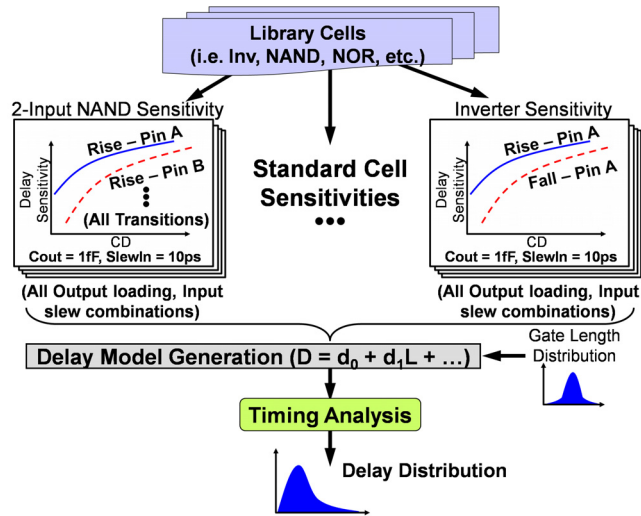 Library Cells
(i.e. Inv, NAND, NOR, etc.)
2-Input NAND Sensitivity
Delay
Sensitivity
Rise – Pin A
Rise – Pin B
(All Transitions)
CD
Cout = 1fF, SlewIn = 10ps
(All Output loading, Input
slew combinations)
Standard Cell
Sensitivities
Inverter Sensitivity
Delay
Sensitivity
Rise – Pin A
Fall – Pin A
CD
Cout = 1fF, SlewIn = 10ps
(All Output loading, Input
slew combinations)
Delay Model Generation (D = d₀ + d₁L + …)
Gate Length
Distribution
Timing Analysis
Delay Distribution